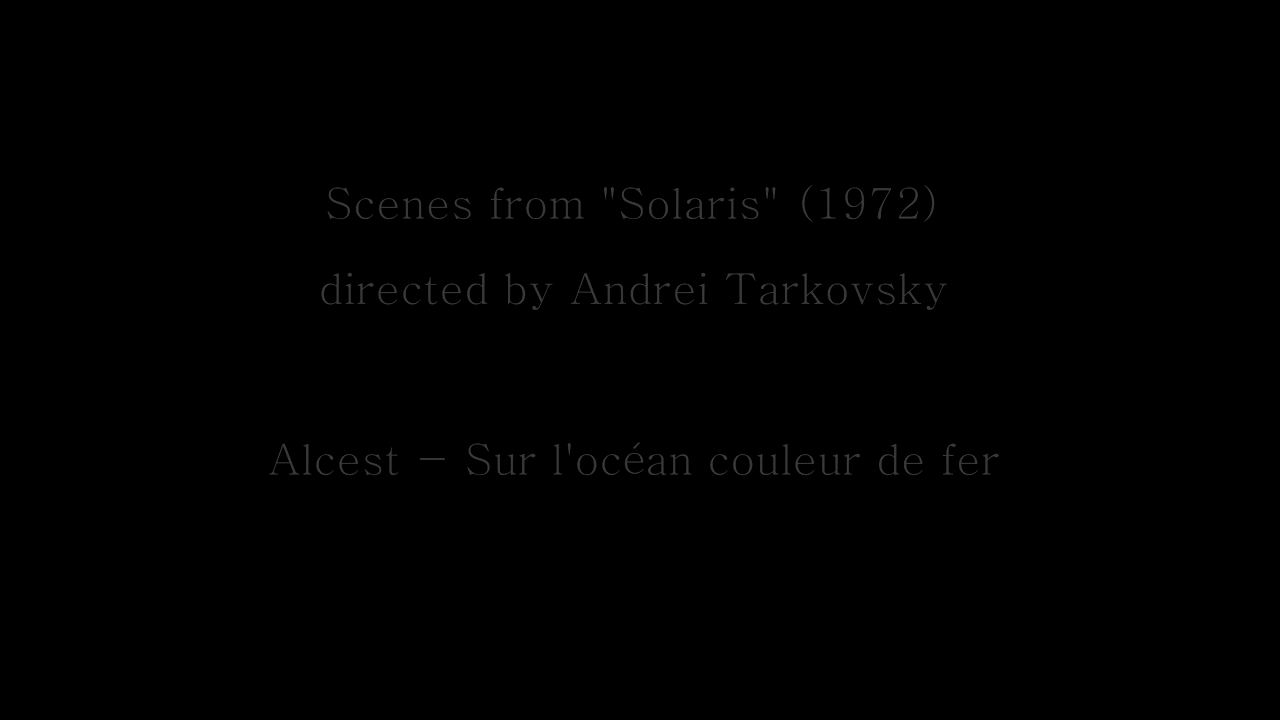 Scenes from "Solaris" (1972)
directed by Andrei Tarkovsky
Alcest - Sur l'océan couleur de fer